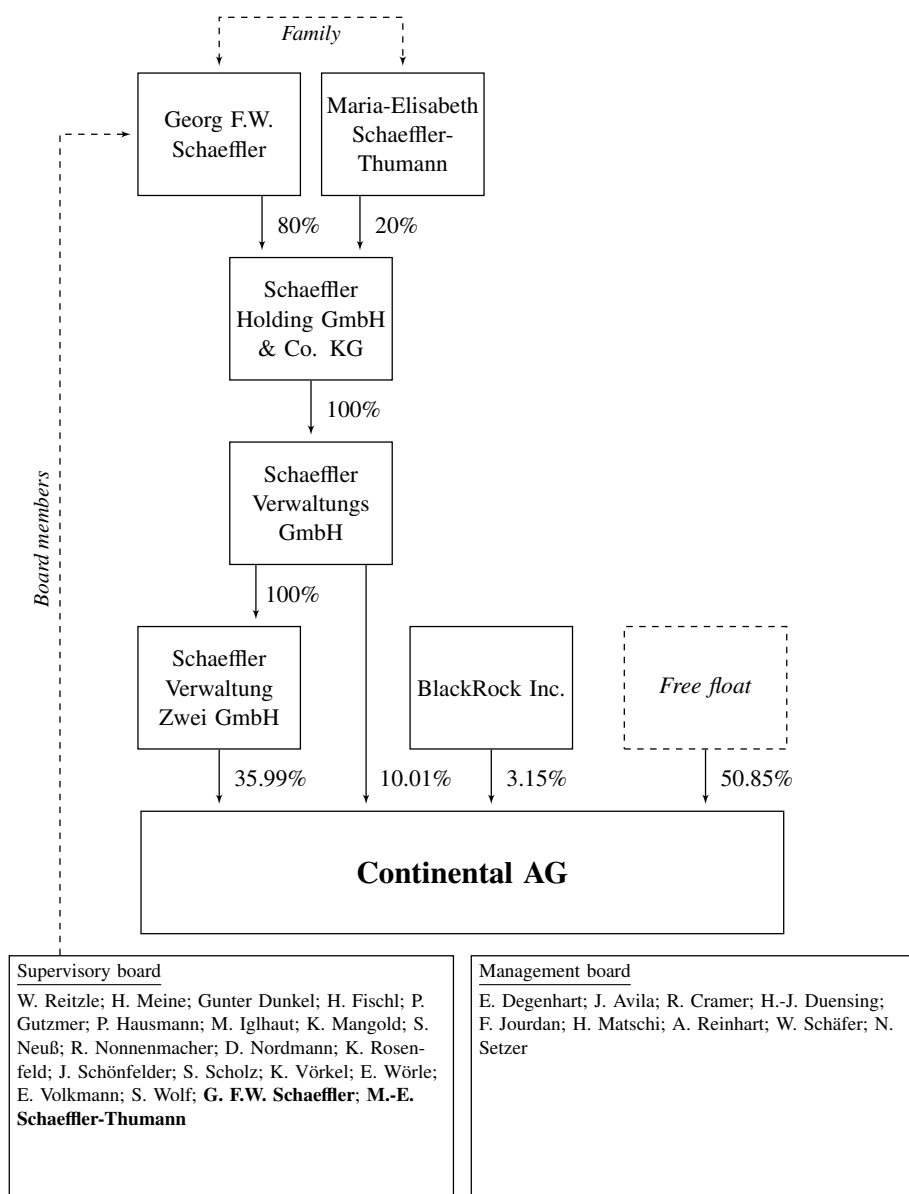 Family
Georg F.W.
Schaeffler
Maria-Elisabeth
Schaeffler-
Thumann
80%
20%
Schaeffler
Holding GmbH
& Co. KG
100%
Schaeffler
Verwaltungs
GmbH
Board members
100%
Schaeffler
Verwaltung
Zwei GmbH
BlackRock Inc.
Free float
35.99%
10.01%
3.15%
50.85%
Continental AG
Supervisory board
W. Reitzle; H. Meine; Gunter Dunkel; H. Fischl; P.
Gutzmer; P. Hausmann; M. Iglhaut; K. Mangold; S.
Neuß; R. Nonnenmacher; D. Nordmann; K. Rosen-
feld; J. Schönfelder; S. Scholz; K. Vörkel; E. Wörle;
E. Volkmann; S. Wolf; G. F.W. Schaeffler; M.-E.
Schaeffler-Thumann
Management board
E. Degenhart; J. Avila; R. Cramer; H.-J. Duensing;
F. Jourdan; H. Matschi; A. Reinhart; W. Schäfer; N.
Setzer